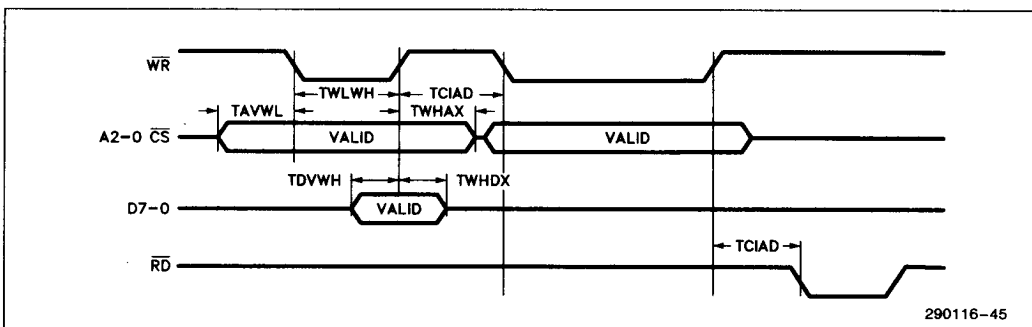 WR
TWLWH TCIAD
TAVWL TWHAX
A2-0 CS VALID VALID
TDVWH TWHDX
D7-0 VALID
TCIAD
RD
290116-45